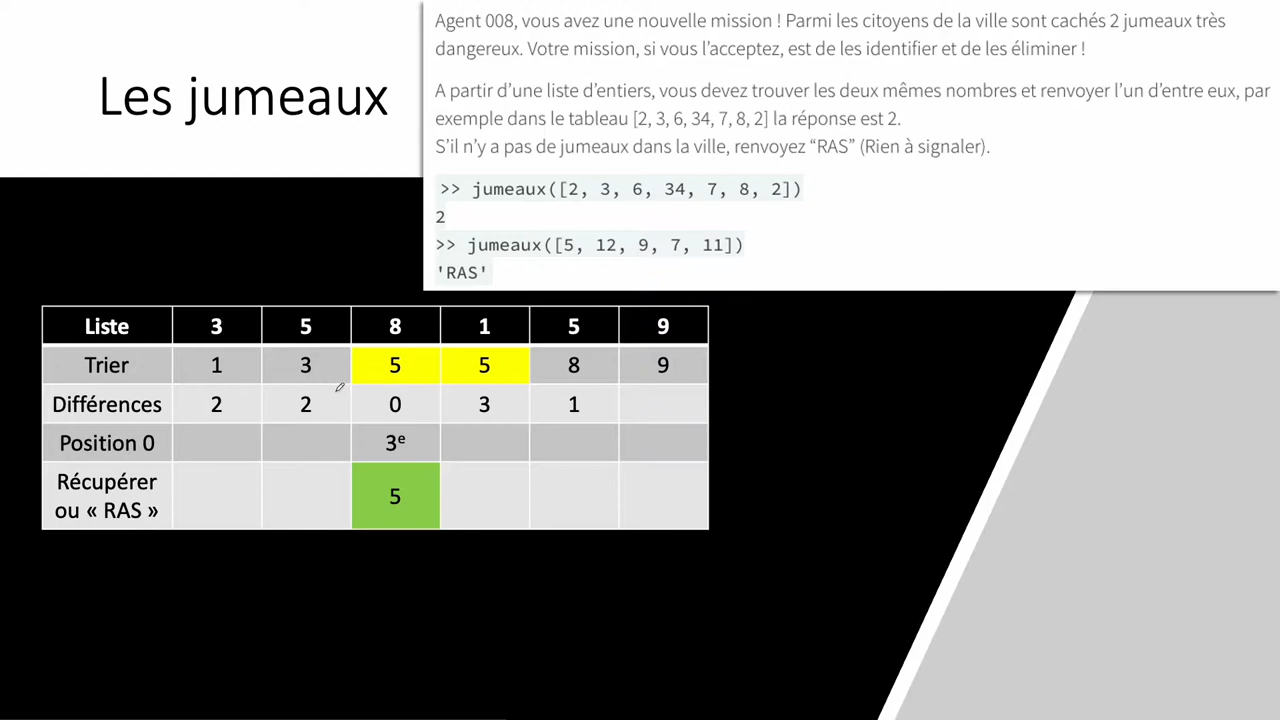 Les jumeaux
Agent 008, vous avez une nouvelle mission ! Parmi les citoyens de la ville sont cachés 2 jumeaux très
dangereux. Votre mission, si vous l’acceptez, est de les identifier et de les éliminer !
A partir d’une liste d’entiers, vous devez trouver les deux mêmes nombres et renvoyer l’un d’entre eux, par
exemple dans le tableau [2, 3, 6, 34, 7, 8, 2] la réponse est 2.
S’il n’y a pas de jumeaux dans la ville, renvoyez “RAS” (Rien à signaler).
>> jumeaux([2, 3, 6, 34, 7, 8, 2])
2
>> jumeaux([5, 12, 9, 7, 11])
'RAS'
Liste 3 5 8 1 5 9
Trier 1 3 5 5 8 9
Différences 2 2 0 3 1
Position 0 3e
Récupérer
ou « RAS » 5